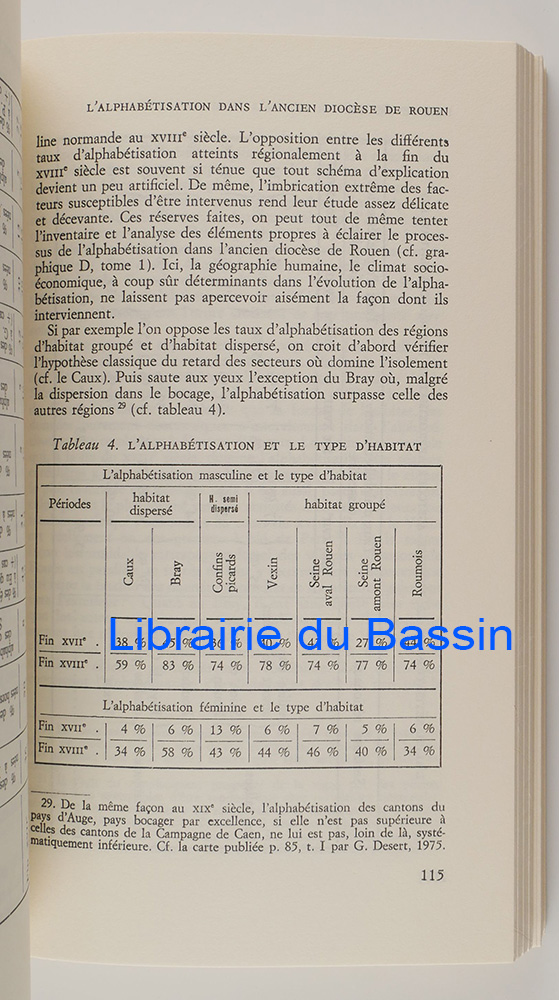 L'ALPHABÉTISATION DANS L'ANCIEN DIOCÈSE DE ROUEN
line normande au XVIIIe siècle. L'opposition entre les différents
taux d'alphabétisation atteints régionalement à la fin du
XVIIIe siècle est souvent si ténue que tout schéma d'explication
devient un peu artificiel. De même, l'imbrication extrême des fac-
teurs susceptibles d'être intervenus rend leur étude assez délicate
et décevante. Ces réserves faites, on peut tout de même tenter
l'inventaire et l'analyse des éléments propres à éclairer le proces-
sus de l'alphabétisation dans l'ancien diocèse de Rouen (cf. gra-
phique D, tome 1). Ici, la géographie humaine, le climat socio-
économique, à coup sûr déterminants dans l'évolution de l'alpha-
bétisation, ne laissent pas apercevoir aisément la façon dont ils
interviennent.
Si par exemple l'on oppose les taux d'alphabétisation des régions
d'habitat groupé et d'habitat dispersé, on croit d'abord vérifier
l'hypothèse classique du retard des secteurs où domine l'isolement
(cf. le Caux). Puis saute aux yeux l'exception du Bray où, malgré
la dispersion dans le bocage, l'alphabétisation surpasse celle des
autres régions 29 (cf. tableau 4).
Tableau 4. L'ALPHABÉTISATION ET LE TYPE D'HABITAT
L'alphabétisation masculine et le type d'habitat
Périodes
habitat dispersé
H. semi dispersé
habitat groupé
Caux
Bray
Confins picards
Vexin
Seine aval Rouen
Seine amont Rouen
Roumois
Fin XVIIe . 38 % % % % % 27 % %
Librairie du Bassin
Fin XVIIIe . 59 % 83 % 74 % 78 % 74 % 77 % 74 %
L'alphabétisation féminine et le type d'habitat
Fin XVIIe . 4 % 6 % 13 % 6 % 7 % 5 % 6 %
Fin XVIIIe . 34 % 58 % 43 % 44 % 46 % 40 % 34 %
29. De la même façon au XIXe siècle, l'alphabétisation des cantons du
pays d'Auge, pays bocager par excellence, si elle n'est pas supérieure à
celles des cantons de la Campagne de Caen, ne lui est pas, loin de là, systé-
matiquement inférieure. Cf. la carte publiée p. 85, t. I par G. Desert, 1975.
115